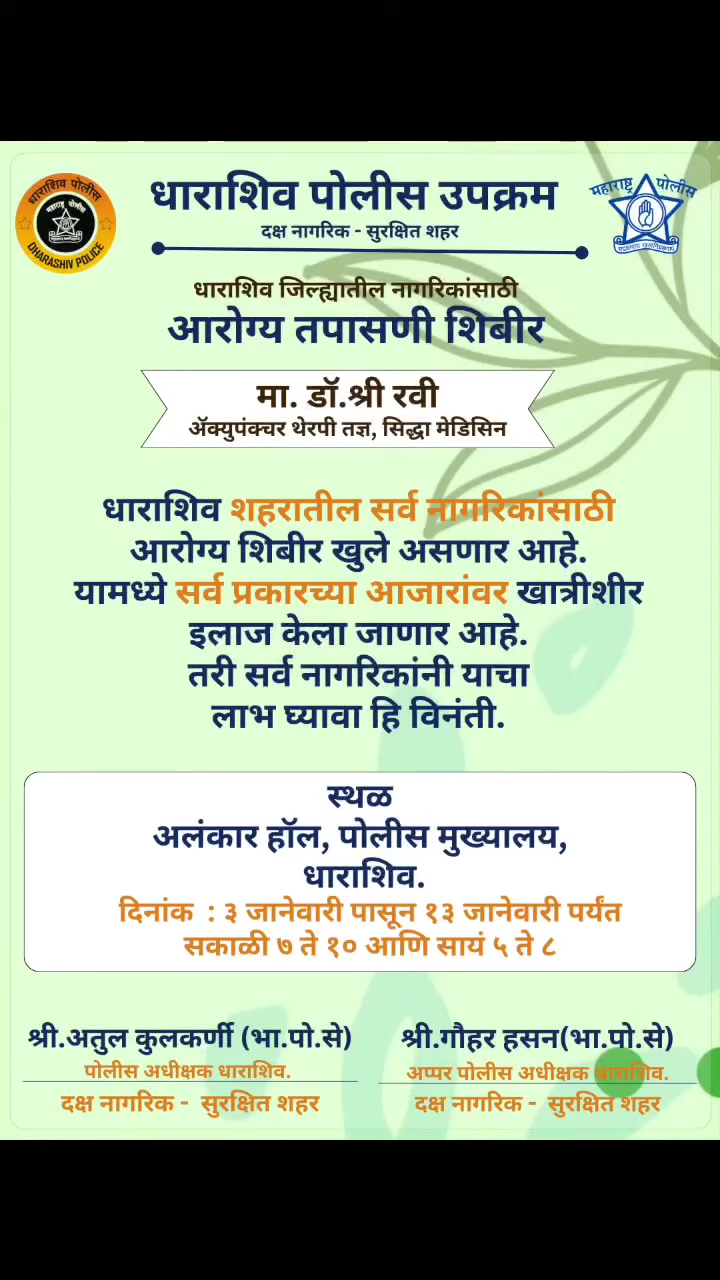 धाराशिव पोलीस
महाराष्ट्र पोलीस
DHARASHIV POLICE
धाराशिव पोलीस उपक्रम
दक्ष नागरिक - सुरक्षित शहर
महाराष्ट्र पोलीस
धाराशिव जिल्ह्यातील नागरिकांसाठी
आरोग्य तपासणी शिबीर
मा. डॉ.श्री रवी
ॲक्युपंक्चर थेरपी तज्ञ, सिद्धा मेडिसिन
धाराशिव शहरातील सर्व नागरिकांसाठी
आरोग्य शिबीर खुले असणार आहे.
यामध्ये सर्व प्रकारच्या आजारांवर खात्रीशीर
इलाज केला जाणार आहे.
तरी सर्व नागरिकांनी याचा
लाभ घ्यावा हि विनंती.
स्थळ
अलंकार हॉल, पोलीस मुख्यालय,
धाराशिव.
दिनांक : ३ जानेवारी पासून १३ जानेवारी पर्यंत
सकाळी ७ ते १० आणि सायं ५ ते ८
श्री.अतुल कुलकर्णी (भा.पो.से)
पोलीस अधीक्षक धाराशिव.
दक्ष नागरिक - सुरक्षित शहर
श्री.गौहर हसन(भा.पो.से)
अप्पर पोलीस अधीक्षक धाराशिव.
दक्ष नागरिक - सुरक्षित शहर